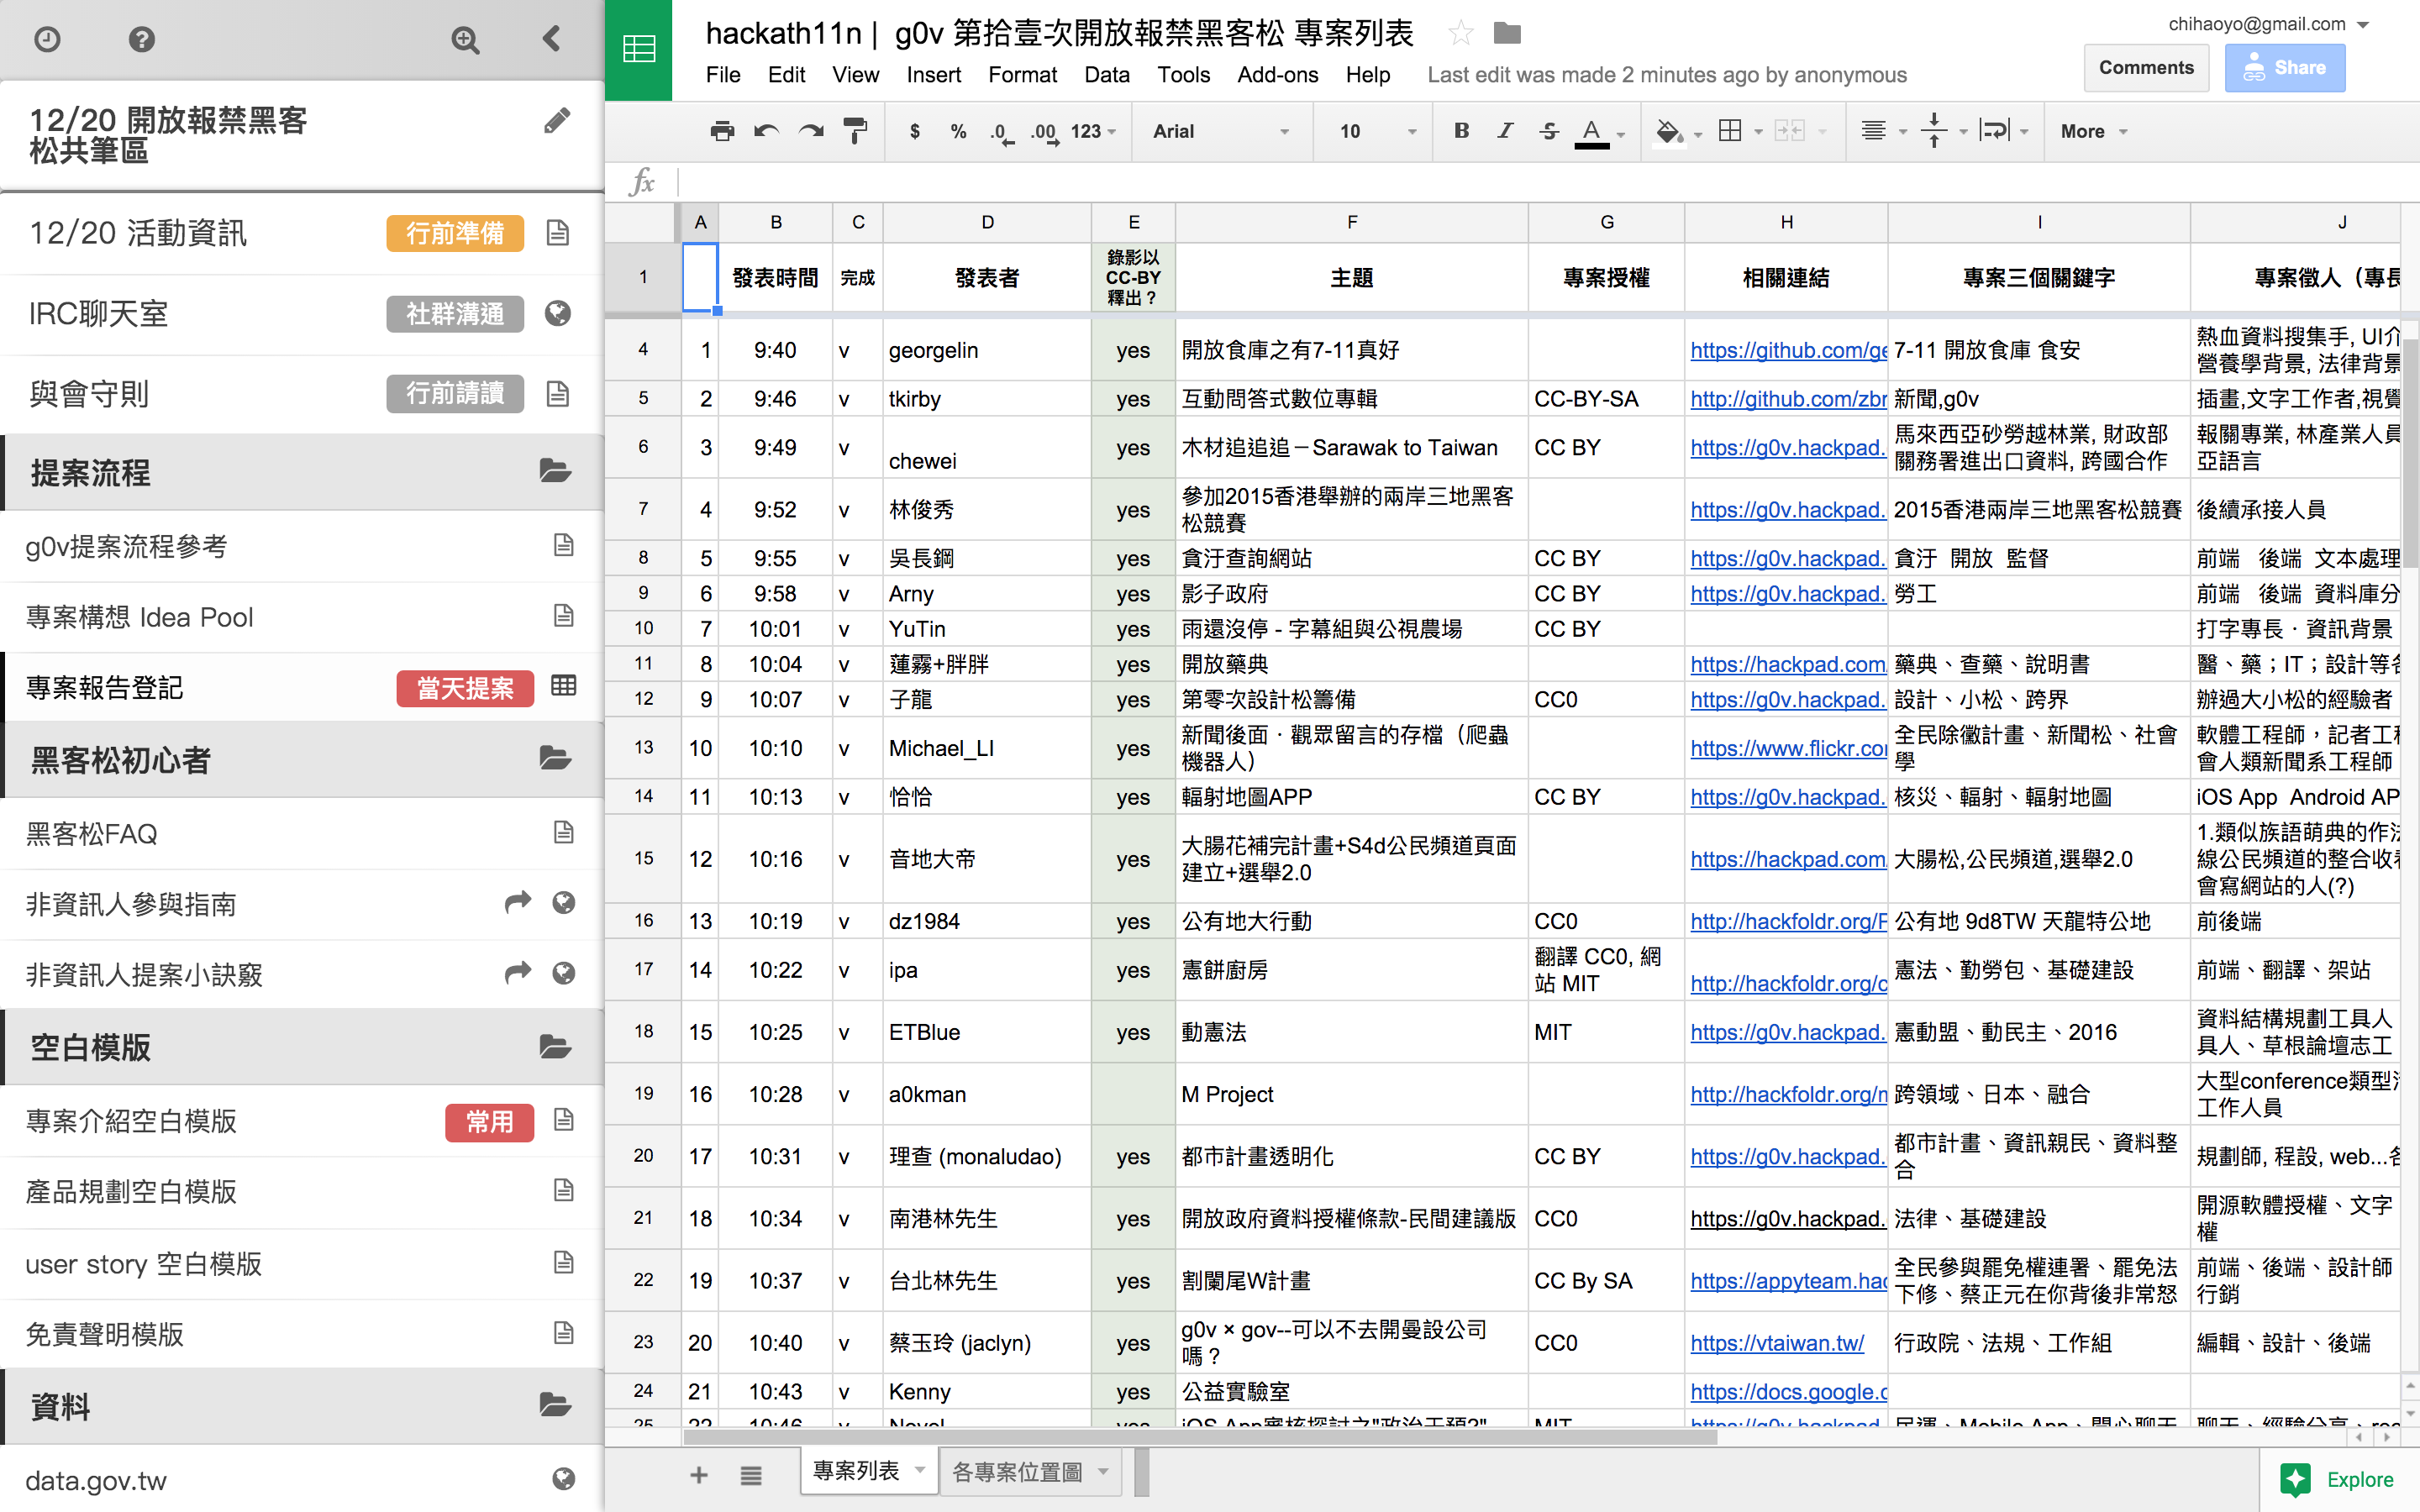 12/20 開放報禁黑客
松共筆區
12/20 活動資訊 行前準備
IRC聊天室 社群溝通
與會守則 行前請讀
提案流程
g0v提案流程參考
專案構想 Idea Pool
專案報告登記 當天提案
黑客松初心者
黑客松FAQ
非資訊人參與指南
非資訊人提案小訣竅
空白模版
專案介紹空白模版 常用
產品規劃空白模版
user story 空白模版
免責聲明模版
資料
data.gov.tw
hackath11n | g0v 第拾壹次開放報禁黑客松 專案列表
chihaoyo@gmail.com
File Edit View Insert Format Data Tools Add-ons Help Last edit was made 2 minutes ago by anonymous
Comments Share
$ % .0 .00 123 Arial 10 B I S A More
fx
A B C D E F G H I J
1 發表時間 完成 發表者 錄影以 CC-BY 釋出？ 主題 專案授權 相關連結 專案三個關鍵字 專案徵人（專長
4 1 9:40 v georgelin yes 開放食庫之有7-11真好 https://github.com/ge 7-11 開放食庫 食安 熱血資料搜集手, UI介
營養學背景, 法律背景
5 2 9:46 v tkirby yes 互動問答式數位專輯 CC-BY-SA http://github.com/zbr 新聞,g0v 插畫,文字工作者,視覺
6 3 9:49 v chewei yes 木材追追追－Sarawak to Taiwan CC BY https://g0v.hackpad. 馬來西亞砂勞越林業, 財政部
關務署進出口資料, 跨國合作 報關專業, 林產業人員
亞語言
7 4 9:52 v 林俊秀 yes 參加2015香港舉辦的兩岸三地黑客
松競賽 https://g0v.hackpad. 2015香港兩岸三地黑客松競賽 後續承接人員
8 5 9:55 v 吳長鋼 yes 貪汙查詢網站 CC BY https://g0v.hackpad. 貪汙 開放 監督 前端 後端 文本處理
9 6 9:58 v Arny yes 影子政府 CC BY https://g0v.hackpad. 勞工 前端 後端 資料庫分
10 7 10:01 v YuTin yes 雨還沒停 - 字幕組與公視農場 CC BY 打字專長．資訊背景
11 8 10:04 v 蓮霧+胖胖 yes 開放藥典 https://hackpad.com/ 藥典、查藥、說明書 醫、藥；IT；設計等各
12 9 10:07 v 子龍 yes 第零次設計松籌備 CC0 https://g0v.hackpad. 設計、小松、跨界 辦過大小松的經驗者
13 10 10:10 v Michael_LI yes 新聞後面．觀眾留言的存檔（爬蟲
機器人） https://www.flickr.co 全民除黴計畫、新聞松、社會
學 軟體工程師，記者工程
會人類新聞系工程師
14 11 10:13 v 恰恰 yes 輻射地圖APP CC BY https://g0v.hackpad. 核災、輻射、輻射地圖 iOS App Android AP
15 12 10:16 v 音地大帝 yes 大腸花補完計畫+S4d公民頻道頁面
建立+選舉2.0 https://hackpad.com/ 大腸松,公民頻道,選舉2.0 1.類似族語萌典的作法
線公民頻道的整合收看
會寫網站的人(?)
16 13 10:19 v dz1984 yes 公有地大行動 CC0 http://hackfoldr.org/F 公有地 9d8TW 天龍特公地 前後端
17 14 10:22 v ipa yes 憲餅廚房 翻譯 CC0, 網
站 MIT http://hackfoldr.org/c 憲法、勤勞包、基礎建設 前端、翻譯、架站
18 15 10:25 v ETBlue yes 動憲法 MIT https://g0v.hackpad. 憲動盟、動民主、2016 資料結構規劃工具人
具人、草根論壇志工
19 16 10:28 v a0kman M Project http://hackfoldr.org/n 跨領域、日本、融合 大型conference類型活
工作人員
20 17 10:31 v 理查 (monaludao) yes 都市計畫透明化 CC BY https://g0v.hackpad. 都市計畫、資訊親民、資料整
合 規劃師, 程設, web...各
21 18 10:34 v 南港林先生 yes 開放政府資料授權條款-民間建議版 CC0 https://g0v.hackpad. 法律、基礎建設 開源軟體授權、文字
權
22 19 10:37 v 台北林先生 yes 割闌尾W計畫 CC By SA https://appyteam.hac 全民參與罷免權連署、罷免法
下修、蔡正元在你背後非常怒 前端、後端、設計師
行銷
23 20 10:40 v 蔡玉玲 (jaclyn) yes g0v × gov--可以不去開曼設公司
嗎？ CC0 https://vtaiwan.tw/ 行政院、法規、工作組 編輯、設計、後端
24 21 10:43 v Kenny yes 公益實驗室 https://docs.google.c
25 22 10:46 v yes iOS App審核探討之"政治干預?" MIT https://g0v.hackpad 民運、Mobile App、開心聊天 聊天、經驗分享、
專案列表 各專案位置圖 Explore